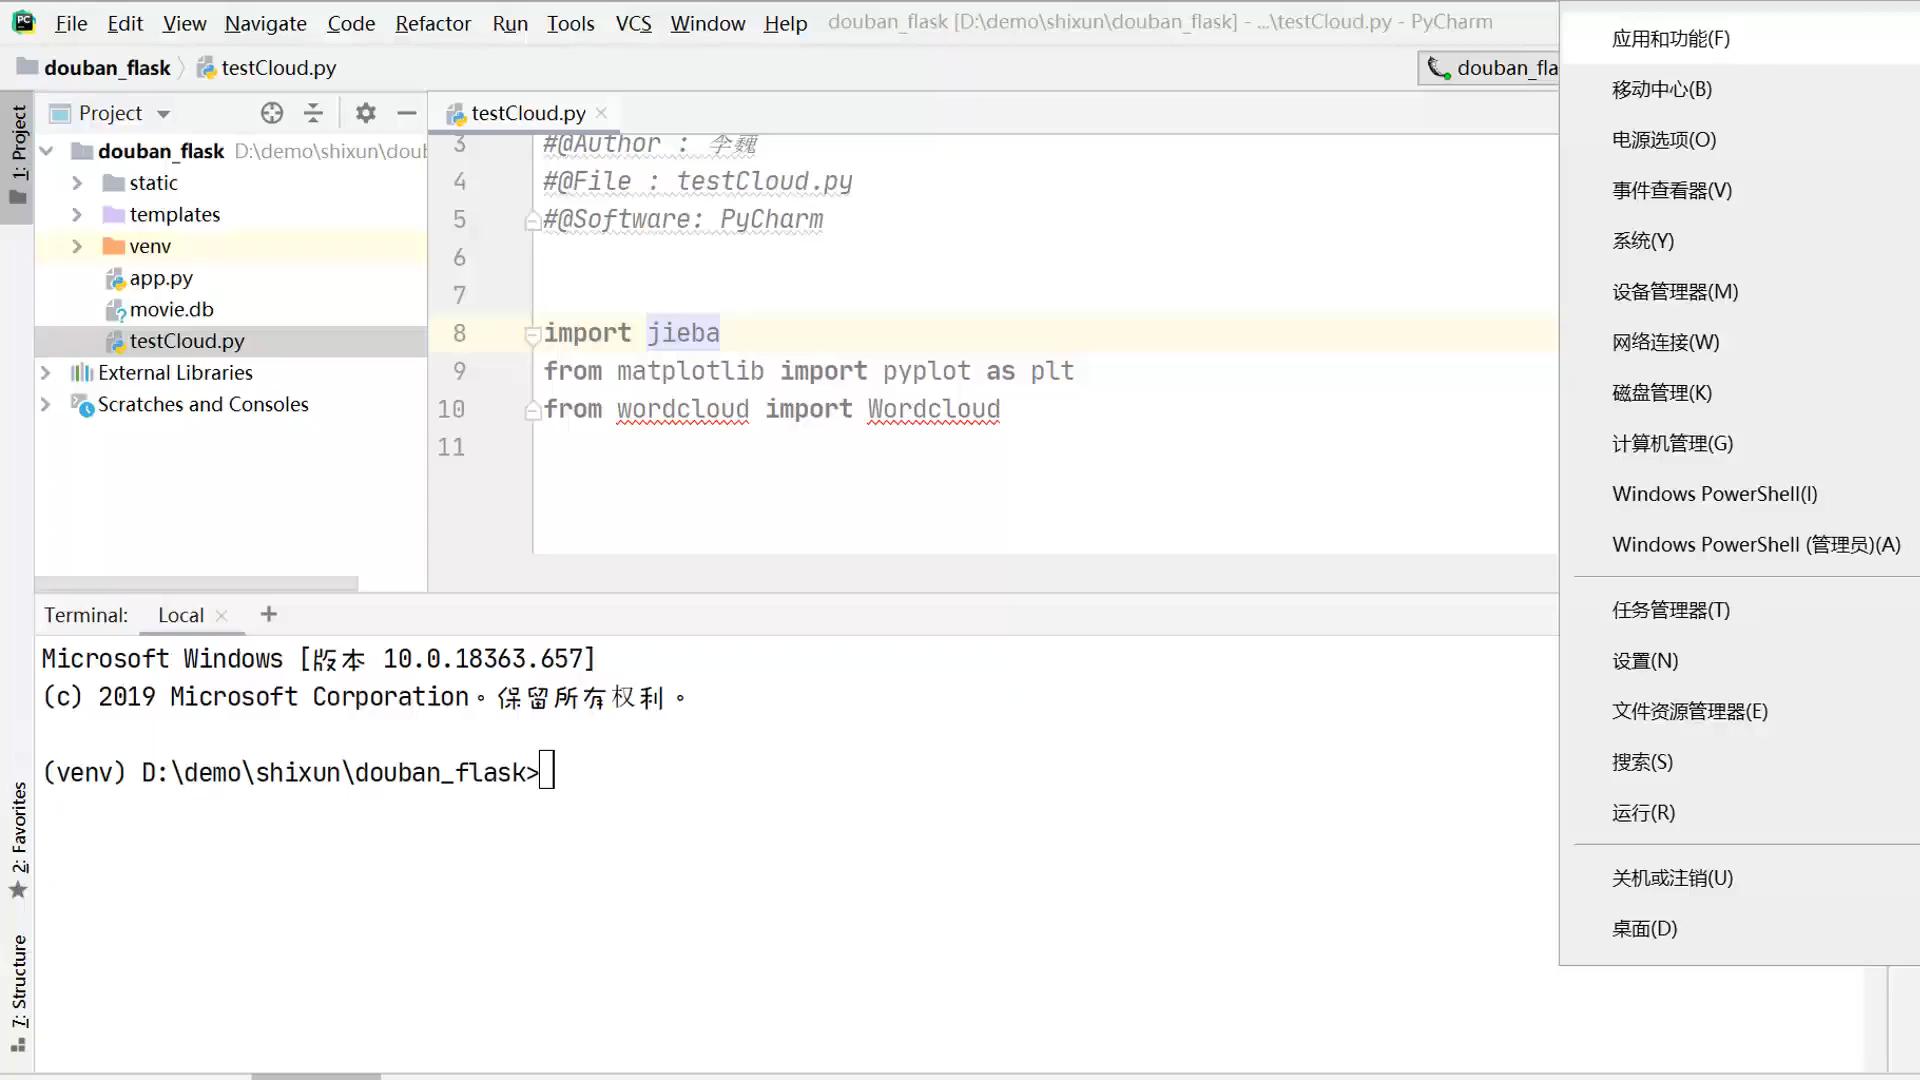 File Edit View Navigate Code Refactor Run Tools VCS Window Help douban_flask [D:\demo\shixun\douban_flask] - ...\testCloud.py - PyCharm
douban_flask testCloud.py
douban_fla
1: Project
Project
testCloud.py
douban_flask D:\demo\shixun\doub
static
templates
venv
app.py
movie.db
testCloud.py
External Libraries
Scratches and Consoles
3 #@Author : 李巍
4 #@File : testCloud.py
5 #@Software: PyCharm
6
7
8 import jieba
9 from matplotlib import pyplot as plt
10 from wordcloud import Wordcloud
11
Terminal: Local +
Microsoft Windows [版本 10.0.18363.657]
(c) 2019 Microsoft Corporation。保留所有权利。
(venv) D:\demo\shixun\douban_flask>
2: Favorites
7: Structure
应用和功能(F)
移动中心(B)
电源选项(O)
事件查看器(V)
系统(Y)
设备管理器(M)
网络连接(W)
磁盘管理(K)
计算机管理(G)
Windows PowerShell(I)
Windows PowerShell (管理员)(A)
任务管理器(T)
设置(N)
文件资源管理器(E)
搜索(S)
运行(R)
关机或注销(U)
桌面(D)